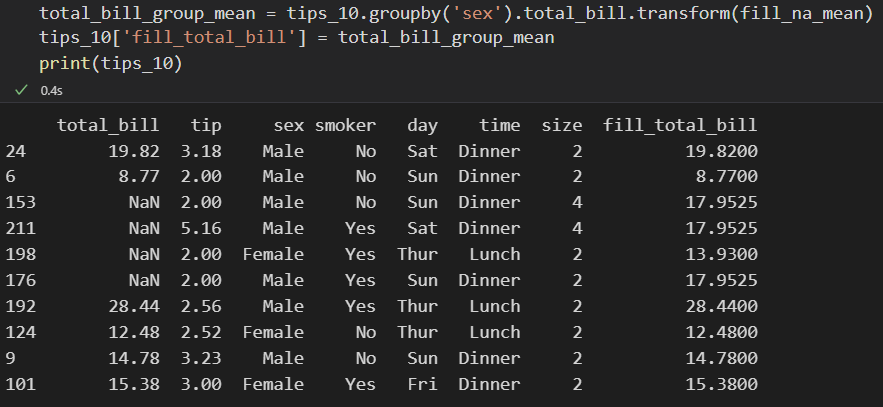 total_bill_group_mean = tips_10.groupby('sex').total_bill.transform(fill_na_mean)
tips_10['fill_total_bill'] = total_bill_group_mean
print(tips_10)
✓ 0.4s
total_bill tip sex smoker day time size fill_total_bill
24 19.82 3.18 Male No Sat Dinner 2 19.8200
6 8.77 2.00 Male No Sun Dinner 2 8.7700
153 NaN 2.00 Male No Sun Dinner 4 17.9525
211 NaN 5.16 Male Yes Sat Dinner 4 17.9525
198 NaN 2.00 Female Yes Thur Lunch 2 13.9300
176 NaN 2.00 Male Yes Sun Dinner 2 17.9525
192 28.44 2.56 Male Yes Thur Lunch 2 28.4400
124 12.48 2.52 Female No Thur Lunch 2 12.4800
9 14.78 3.23 Male No Sun Dinner 2 14.7800
101 15.38 3.00 Female Yes Fri Dinner 2 15.3800